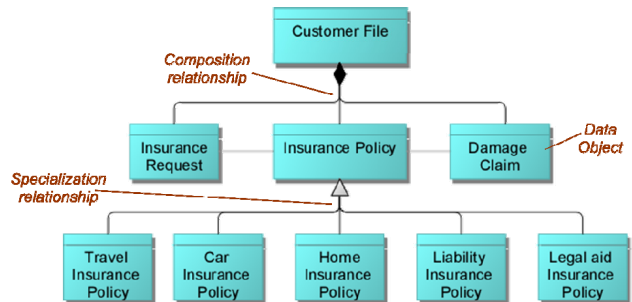 Customer File
Composition
relationship
Insurance
Request
Insurance Policy
Damage
Claim
Data
Object
Specialization
relationship
Travel
Insurance
Policy
Car
Insurance
Policy
Home
Insurance
Policy
Liability
Insurance
Policy
Legal aid
Insurance
Policy